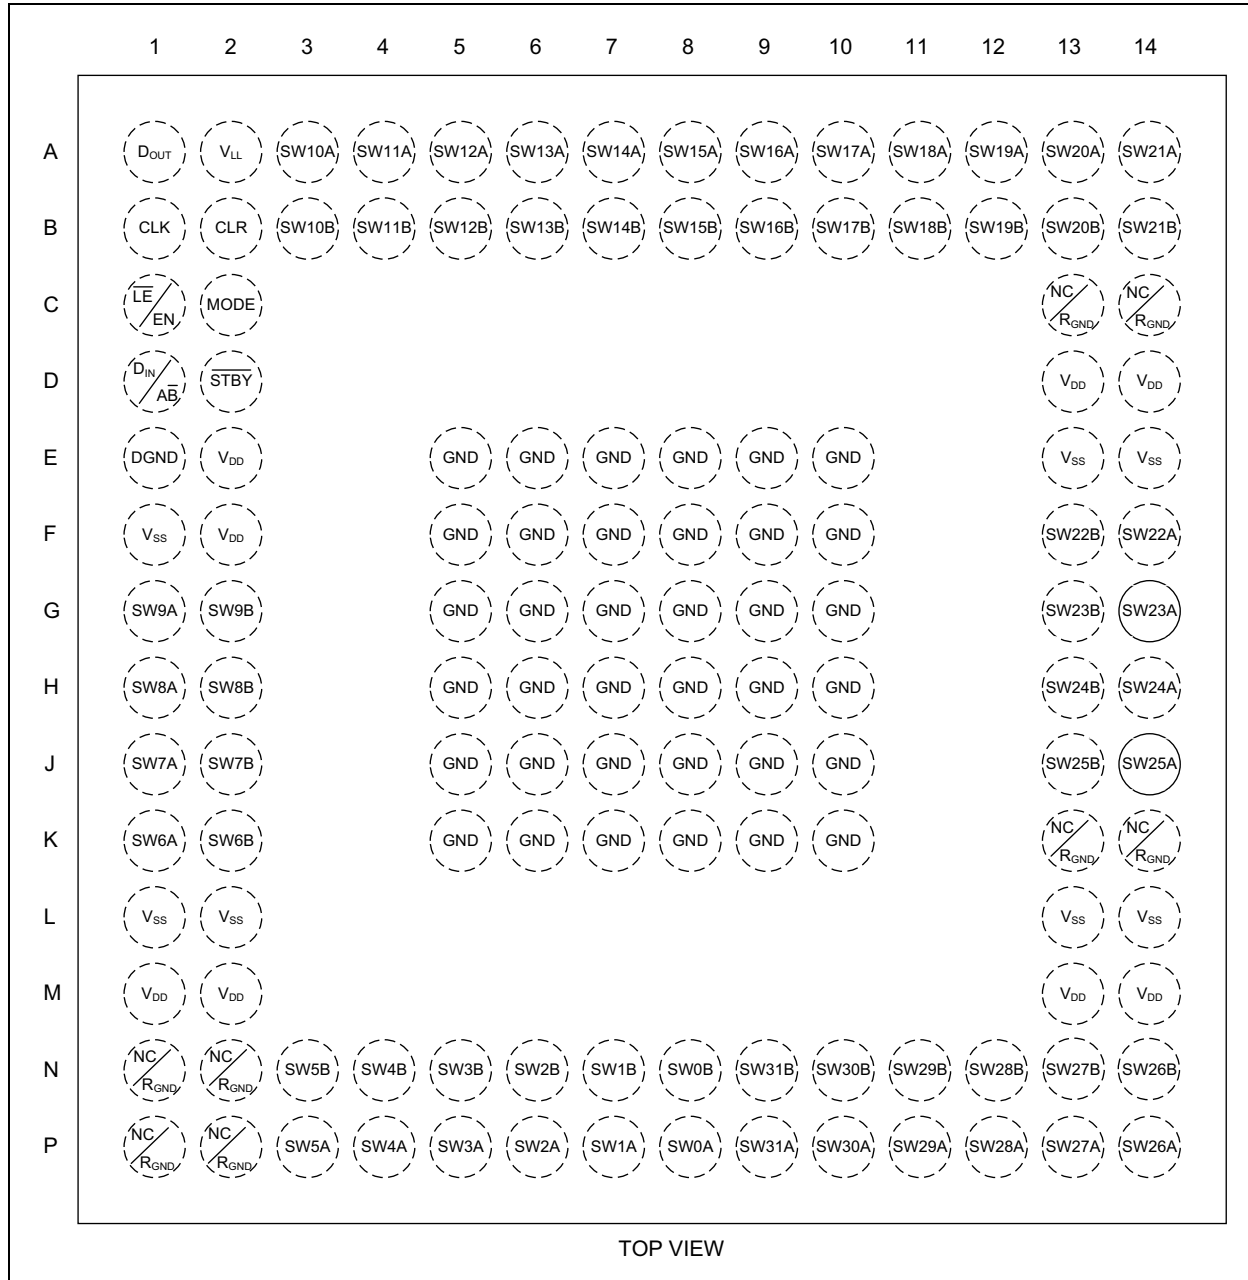 1 2 3 4 5 6 7 8 9 10 11 12 13 14
A DOUT VLL SW10A SW11A SW12A SW13A SW14A SW15A SW16A SW17A SW18A SW19A SW20A SW21A
B CLK CLR SW10B SW11B SW12B SW13B SW14B SW15B SW16B SW17B SW18B SW19B SW20B SW21B
C L̅E̅/EN MODE NC/RGND NC/RGND
D DIN/AB̅ S̅T̅B̅Y̅ VDD VDD
E DGND VDD GND GND GND GND GND GND VSS VSS
F VSS VDD GND GND GND GND GND GND SW22B SW22A
G SW9A SW9B GND GND GND GND GND GND SW23B SW23A
H SW8A SW8B GND GND GND GND GND GND SW24B SW24A
J SW7A SW7B GND GND GND GND GND GND SW25B SW25A
K SW6A SW6B GND GND GND GND GND GND NC/RGND NC/RGND
L VSS VSS VSS VSS
M VDD VDD VDD VDD
N NC/RGND NC/RGND SW5B SW4B SW3B SW2B SW1B SW0B SW31B SW30B SW29B SW28B SW27B SW26B
P NC/RGND NC/RGND SW5A SW4A SW3A SW2A SW1A SW0A SW31A SW30A SW29A SW28A SW27A SW26A
TOP VIEW